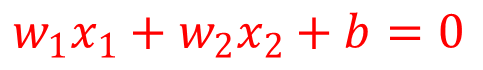 w₁x₁ + w₂x₂ + b = 0